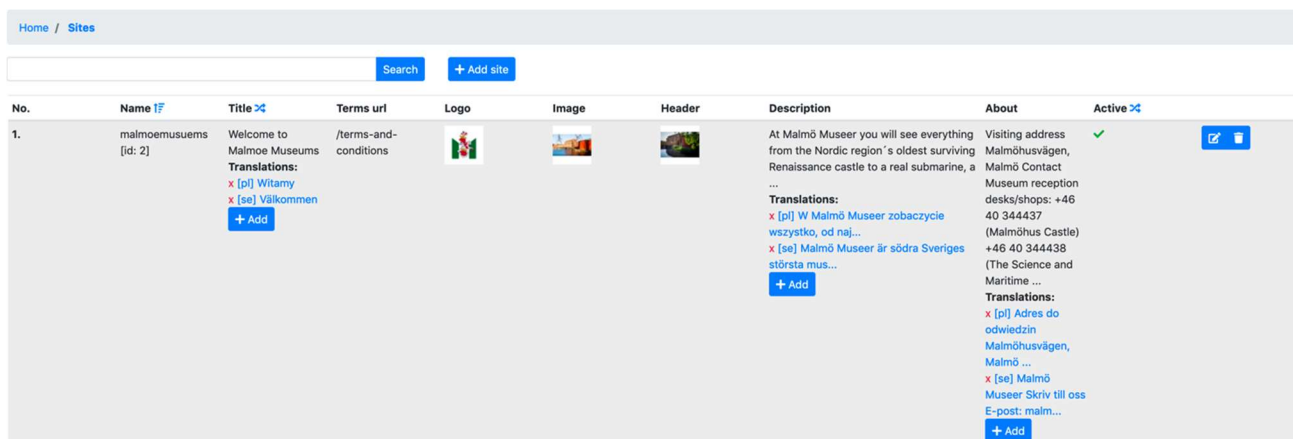 Home / Sites
Search
+ Add site
No. Name Title Terms url Logo Image Header Description About Active
1.
malmoemusuems
[id: 2]
Welcome to
Malmoe Museums
Translations:
x [pl] Witamy
x [se] Välkommen
+ Add
/terms-and-
conditions
At Malmö Museer you will see everything
from the Nordic region´s oldest surviving
Renaissance castle to a real submarine, a
...
Translations:
x [pl] W Malmö Museer zobaczycie
wszystko, od naj...
x [se] Malmö Museer är södra Sveriges
största mus...
+ Add
Visiting address
Malmöhusvägen,
Malmö Contact
Museum reception
desks/shops: +46
40 344437
(Malmöhus Castle)
+46 40 344438
(The Science and
Maritime ...
Translations:
x [pl] Adres do
odwiedzin
Malmöhusvägen,
Malmö ...
x [se] Malmö
Museer Skriv till oss
E-post: malm...
+ Add